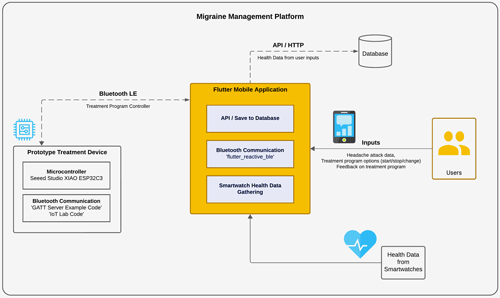 Migraine Management Platform
API / HTTP
Health Data from user inputs
Database
Bluetooth LE
Treatment Program Controller
Flutter Mobile Application
API / Save to Database
Bluetooth Communication
'flutter_reactive_ble'
Smartwatch Health Data
Gathering
Prototype Treatment Device
Microcontroller
Seeed Studio XIAO ESP32C3
Bluetooth Communication
'GATT Server Example Code'
'IoT Lab Code'
Inputs
Headache attack data,
Treatment program options (start/stop/change)
Feedback on treatment program
Users
Health Data
from
Smartwatches